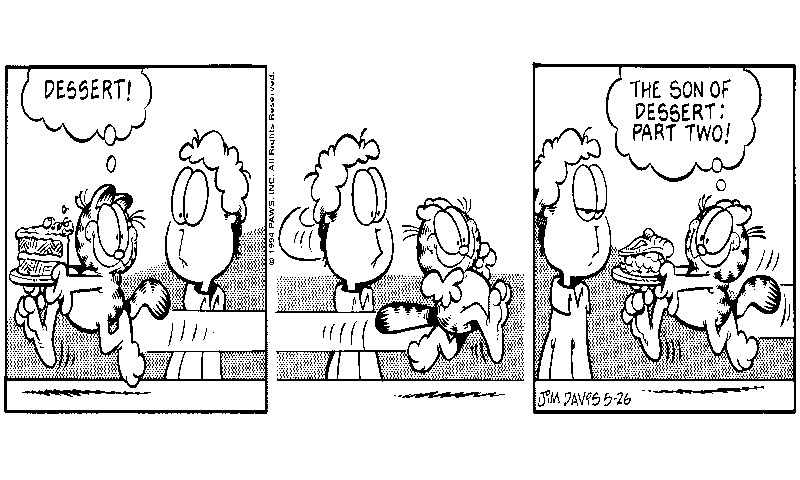 DESSERT!
© 1994 PAWS, INC. All Rights Reserved.
THE SON OF
DESSERT:
PART TWO!
JIM DAVIS 5-26